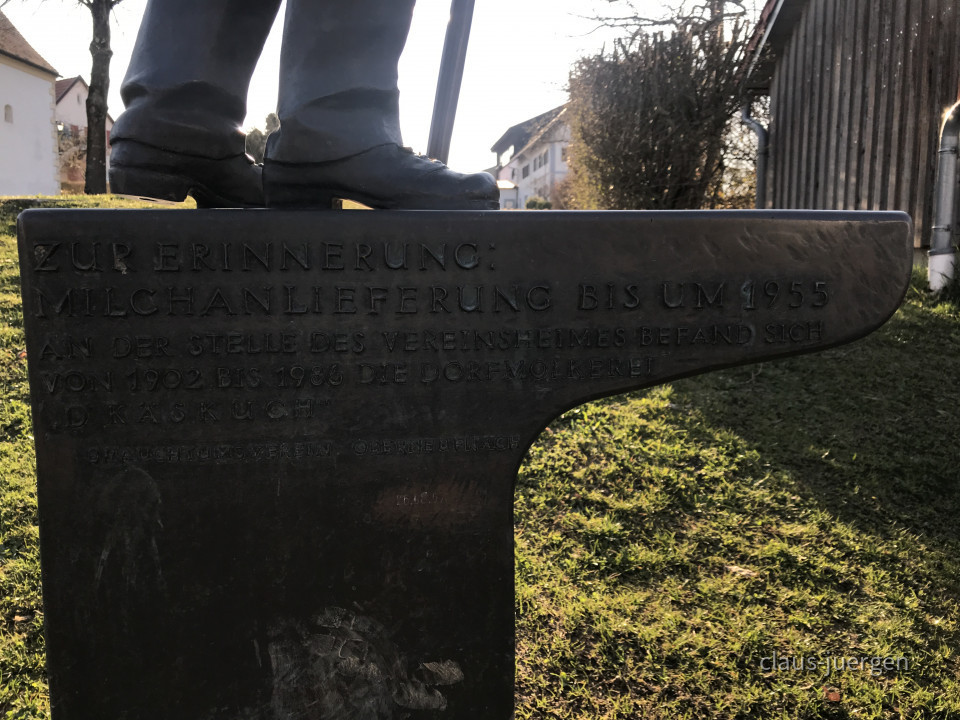 ZUR ERINNERUNG:
MILCHANLIEFERUNG BIS UM 1955
AN DER STELLE DES VEREINSHEIMES BEFAND SICH
VON 1902 BIS 1986 DIE DORFMOLKEREI
"D'KÄSKUCH"
claus-juergen